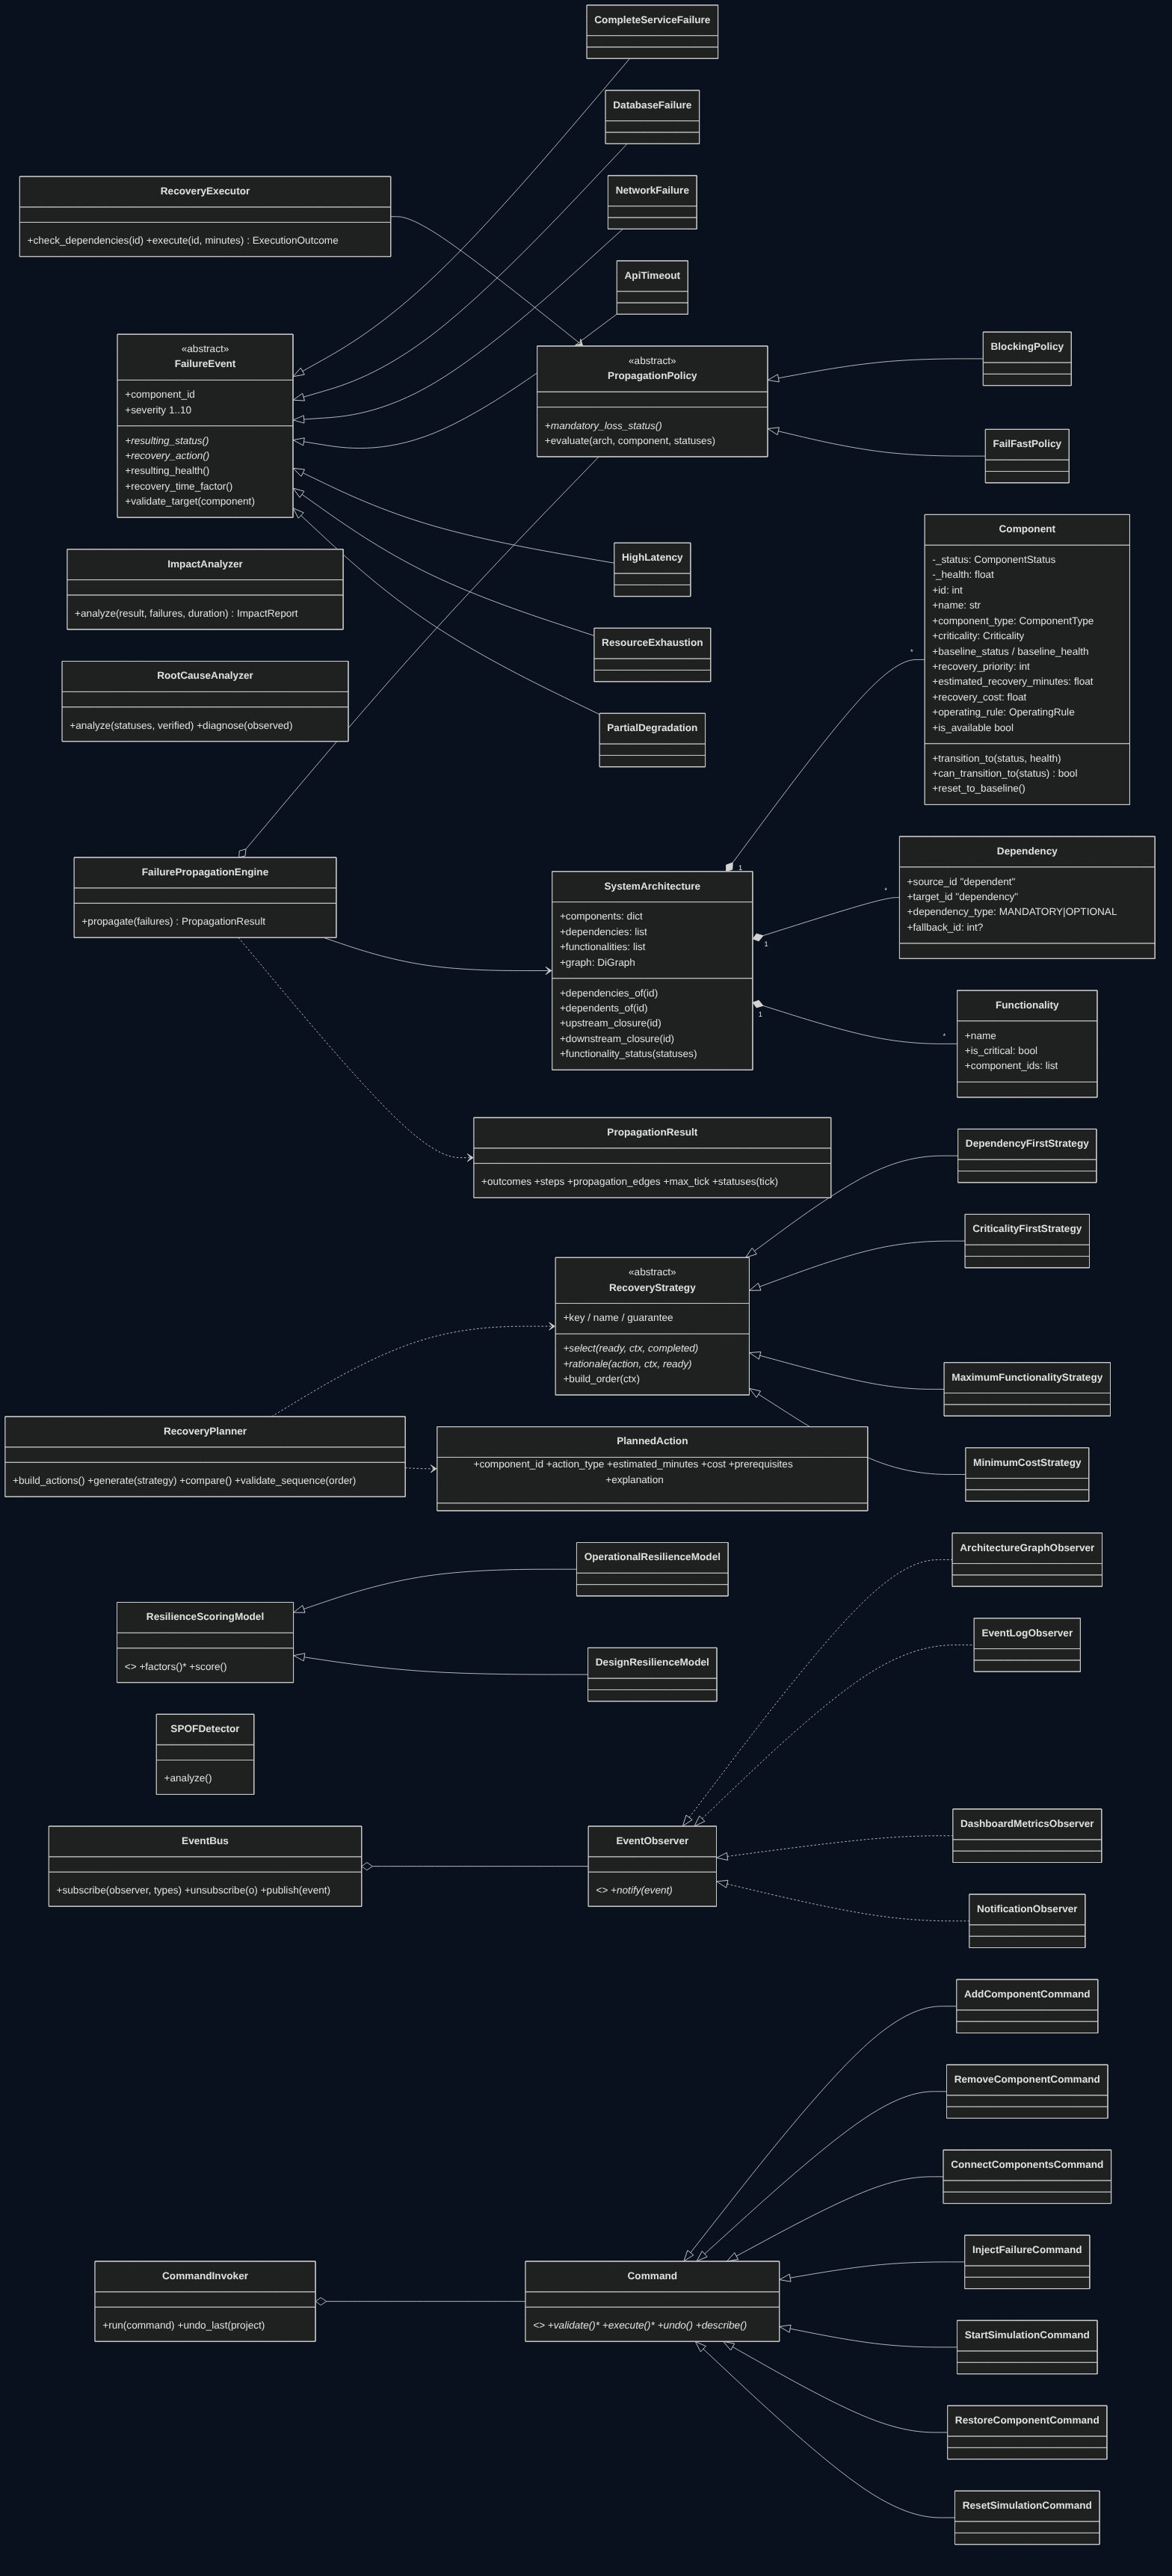 CompleteServiceFailure
DatabaseFailure
RecoveryExecutor
+check_dependencies(id) +execute(id, minutes) : ExecutionOutcome
NetworkFailure
ApiTimeout
«abstract»
FailureEvent
+component_id
+severity 1..10
+resulting_status()
+recovery_action()
+resulting_health()
+recovery_time_factor()
+validate_target(component)
«abstract»
PropagationPolicy
+mandatory_loss_status()
+evaluate(arch, component, statuses)
BlockingPolicy
FailFastPolicy
ImpactAnalyzer
+analyze(result, failures, duration) : ImpactReport
HighLatency
RootCauseAnalyzer
+analyze(statuses, verified) +diagnose(observed)
ResourceExhaustion
PartialDegradation
Component
-_status: ComponentStatus
-_health: float
+id: int
+name: str
+component_type: ComponentType
+criticality: Criticality
+baseline_status / baseline_health
+recovery_priority: int
+estimated_recovery_minutes: float
+recovery_cost: float
+operating_rule: OperatingRule
+is_available bool
+transition_to(status, health)
+can_transition_to(status) : bool
+reset_to_baseline()
*
1
FailurePropagationEngine
+propagate(failures) : PropagationResult
SystemArchitecture
+components: dict
+dependencies: list
+functionalities: list
+graph: DiGraph
+dependencies_of(id)
+dependents_of(id)
+upstream_closure(id)
+downstream_closure(id)
+functionality_status(statuses)
Dependency
+source_id "dependent"
+target_id "dependency"
+dependency_type: MANDATORY|OPTIONAL
+fallback_id: int?
*
1
Functionality
+name
+is_critical: bool
+component_ids: list
*
1
PropagationResult
+outcomes +steps +propagation_edges +max_tick +statuses(tick)
DependencyFirstStrategy
CriticalityFirstStrategy
«abstract»
RecoveryStrategy
+key / name / guarantee
+select(ready, ctx, completed)
+rationale(action, ctx, ready)
+build_order(ctx)
MaximumFunctionalityStrategy
RecoveryPlanner
+build_actions() +generate(strategy) +compare() +validate_sequence(order)
PlannedAction
+component_id +action_type +estimated_minutes +cost +prerequisites
+explanation
MinimumCostStrategy
OperationalResilienceModel
ArchitectureGraphObserver
ResilienceScoringModel
<> +factors()* +score()
EventLogObserver
DesignResilienceModel
SPOFDetector
+analyze()
EventBus
+subscribe(observer, types) +unsubscribe(o) +publish(event)
EventObserver
<> +notify(event)
DashboardMetricsObserver
NotificationObserver
AddComponentCommand
RemoveComponentCommand
ConnectComponentsCommand
CommandInvoker
+run(command) +undo_last(project)
Command
<> +validate()* +execute()* +undo() +describe()
InjectFailureCommand
StartSimulationCommand
RestoreComponentCommand
ResetSimulationCommand